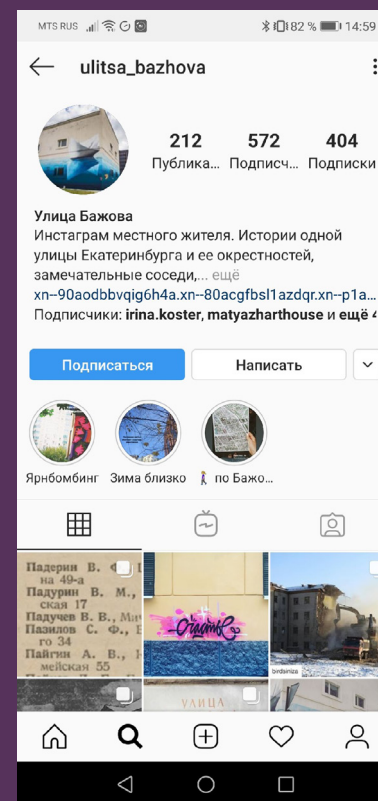 MTS RUS 82 % 14:59
ulitsa_bazhova
212 572 404
Публика... Подписч... Подписки
Улица Бажова
Инстаграм местного жителя. Истории одной
улицы Екатеринбурга и ее окрестностей,
замечательные соседи,... ещё
xn--90aodbbvqig6h4a.xn--80acgfbsl1azdqr.xn--p1a...
Подписчики: irina.koster, matyazharthouse и ещё 4
Подписаться Написать
Ярнбомбинг Зима близко по Бажо...
Падерин В.
на 49-а
Падурин В. М.,
ская 17
Падучев В. В.,
Пазилов С. Ф.,
го 34
Пайгин А. В.,
мейская 55
Счастье
birdsiniza
УЛИЦА